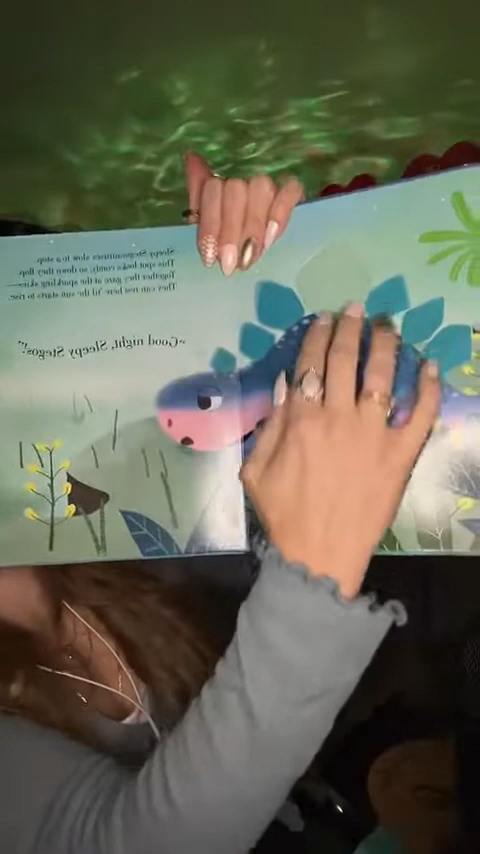 Sleepy Stegosauruses slow to a stop.
This spot looks comfy, so down they flop.
Together they gaze at the sparkling skies—
They can rest here 'til the sun starts to rise.
~Good night, Sleepy Stegos!~